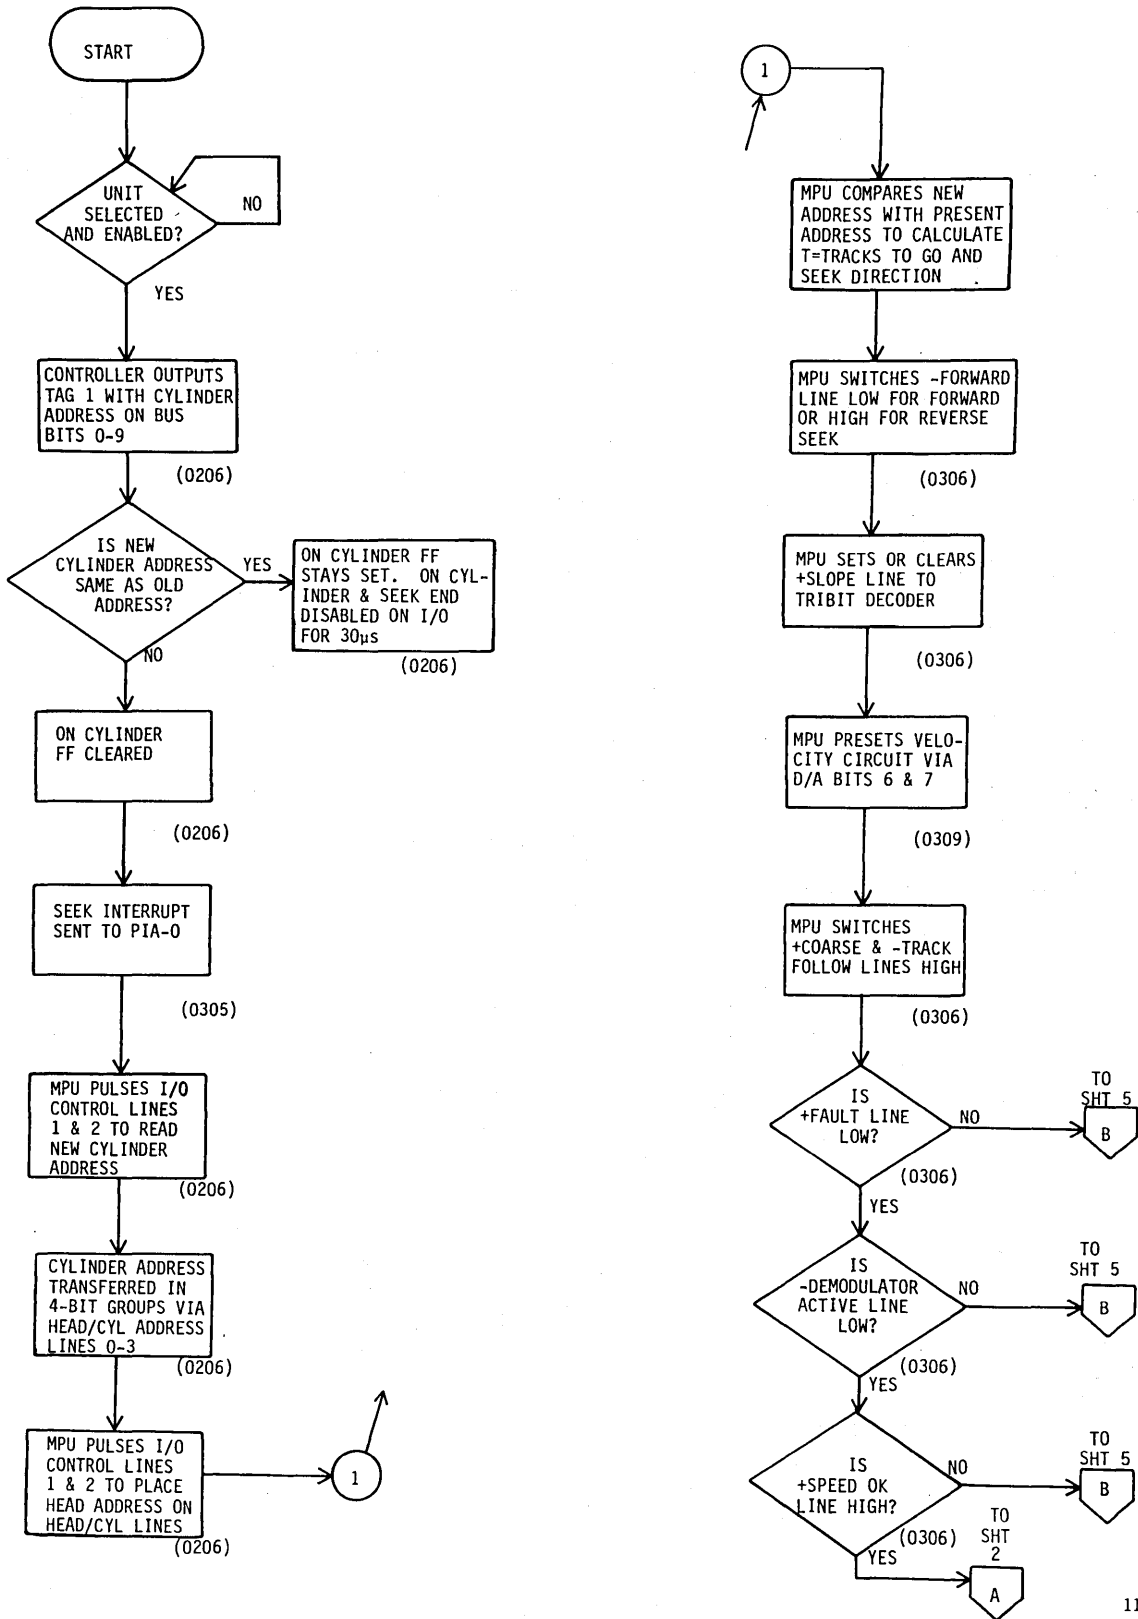 START
UNIT
SELECTED
AND ENABLED?
NO
YES
CONTROLLER OUTPUTS
TAG 1 WITH CYLINDER
ADDRESS ON BUS
BITS 0-9
(0206)
IS NEW
CYLINDER ADDRESS
SAME AS OLD
ADDRESS?
YES
ON CYLINDER FF
STAYS SET. ON CYL-
INDER & SEEK END
DISABLED ON I/O
FOR 30µs
(0206)
NO
ON CYLINDER
FF CLEARED
(0206)
SEEK INTERRUPT
SENT TO PIA-0
(0305)
MPU PULSES I/O
CONTROL LINES
1 & 2 TO READ
NEW CYLINDER
ADDRESS
(0206)
CYLINDER ADDRESS
TRANSFERRED IN
4-BIT GROUPS VIA
HEAD/CYL ADDRESS
LINES 0-3
(0206)
MPU PULSES I/O
CONTROL LINES
1 & 2 TO PLACE
HEAD ADDRESS ON
HEAD/CYL LINES
(0206)
1
1
MPU COMPARES NEW
ADDRESS WITH PRESENT
ADDRESS TO CALCULATE
T=TRACKS TO GO AND
SEEK DIRECTION
MPU SWITCHES -FORWARD
LINE LOW FOR FORWARD
OR HIGH FOR REVERSE
SEEK
(0306)
MPU SETS OR CLEARS
+SLOPE LINE TO
TRIBIT DECODER
(0306)
MPU PRESETS VELO-
CITY CIRCUIT VIA
D/A BITS 6 & 7
(0309)
MPU SWITCHES
+COARSE & -TRACK
FOLLOW LINES HIGH
(0306)
IS
+FAULT LINE
LOW?
NO
TO
SHT 5
B
(0306)
YES
IS
-DEMODULATOR
ACTIVE LINE
LOW?
NO
TO
SHT 5
B
(0306)
YES
IS
+SPEED OK
LINE HIGH?
NO
TO
SHT 5
B
(0306)
YES
TO
SHT
2
A
11